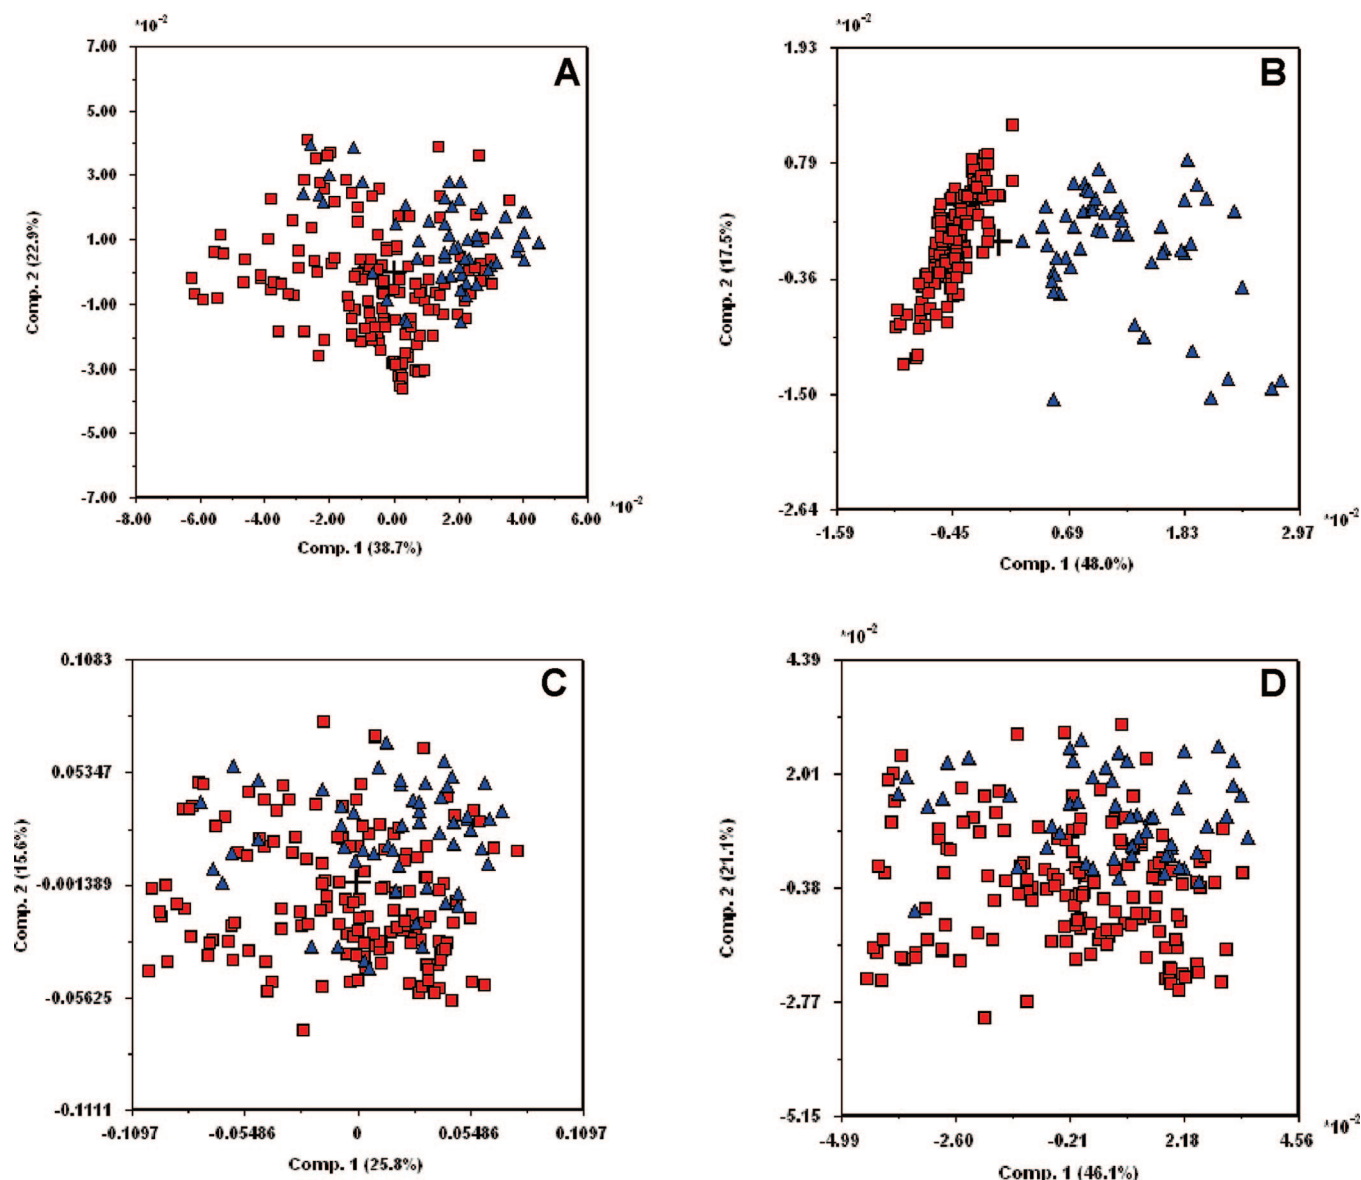 *10-2
7.00
A
5.00
3.00
1.00
-1.00
-3.00
-5.00
-7.00
Comp. 2 (22.9%)
-8.00 -6.00 -4.00 -2.00 0.00 2.00 4.00 6.00
*10-2
Comp. 1 (38.7%)
*10-2
1.93
B
0.79
-0.36
-1.50
-2.64
Comp. 2 (17.5%)
-1.59 -0.45 0.69 1.83 2.97
*10-2
Comp. 1 (48.0%)
0.1083
C
0.05347
-0.001389
-0.05625
-0.1111
Comp. 2 (15.6%)
-0.1097 -0.05486 0 0.05486 0.1097
Comp. 1 (25.8%)
*10-2
4.39
D
2.01
-0.38
-2.77
-5.15
Comp. 2 (21.1%)
-4.99 -2.60 -0.21 2.18 4.56
*10-2
Comp. 1 (46.1%)